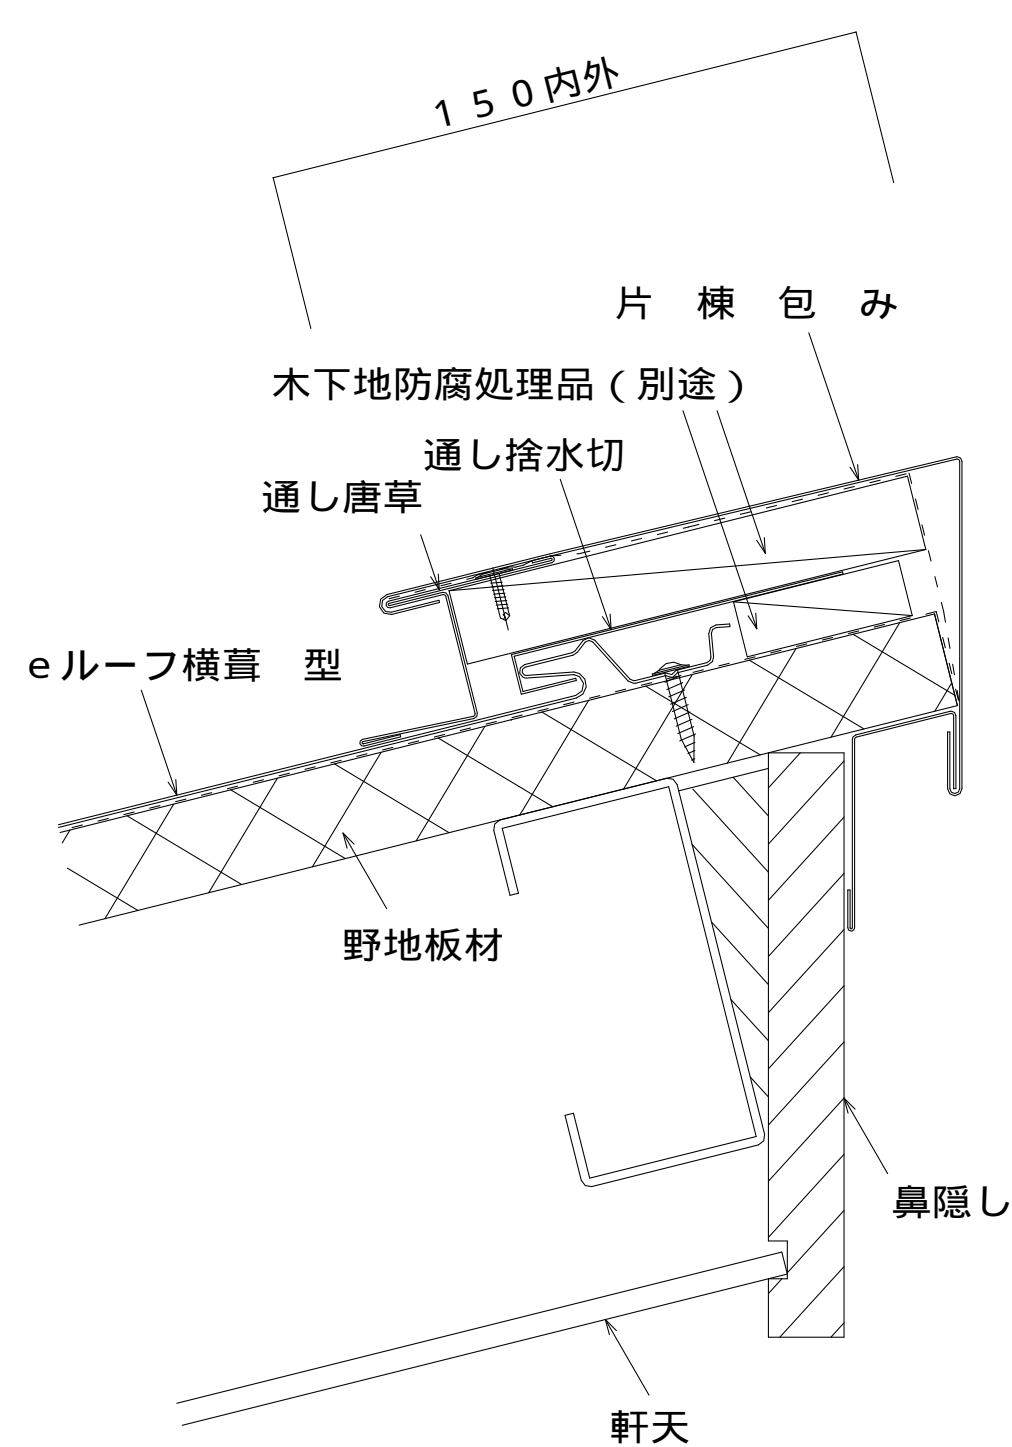 １５０内外
片　棟　包　み
木下地防腐処理品（別途）
通し捨水切
通し唐草
eルーフ横葺　型
野地板材
鼻隠し
軒天